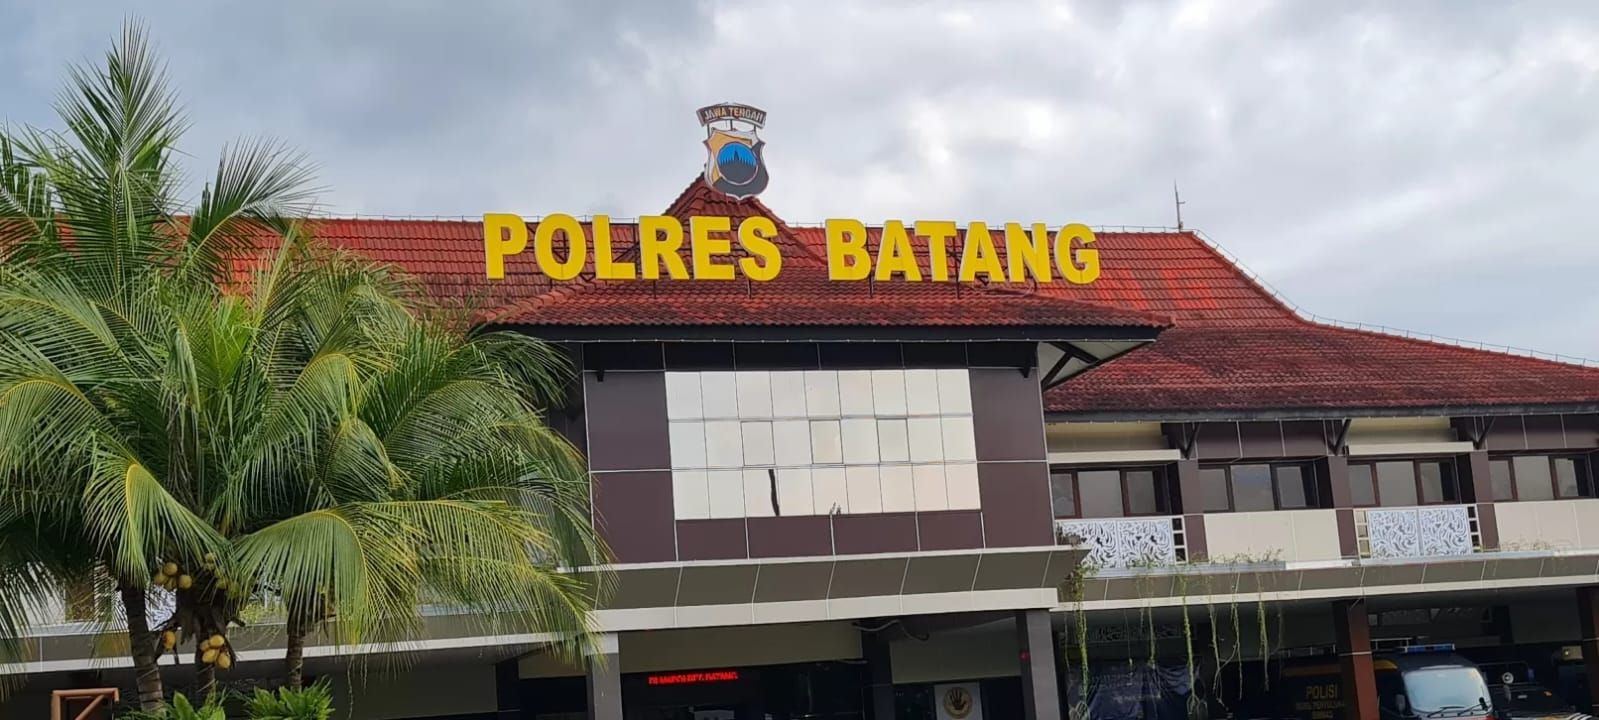 JAWA TENGAH
POLRES BATANG
POLISI